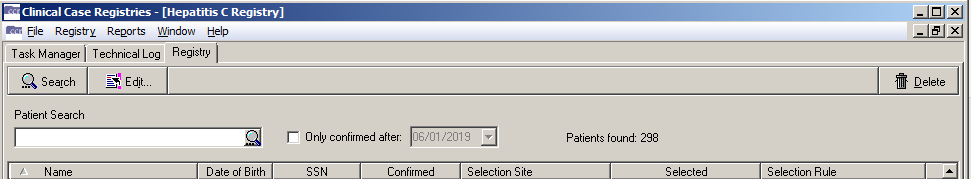 Clinical Case Registries - [Hepatitis C Registry]
File Registry Reports Window Help
Task Manager Technical Log Registry
Search Edit... Delete
Patient Search
Only confirmed after: 06/01/2019 Patients found: 298
Name Date of Birth SSN Confirmed Selection Site Selected Selection Rule